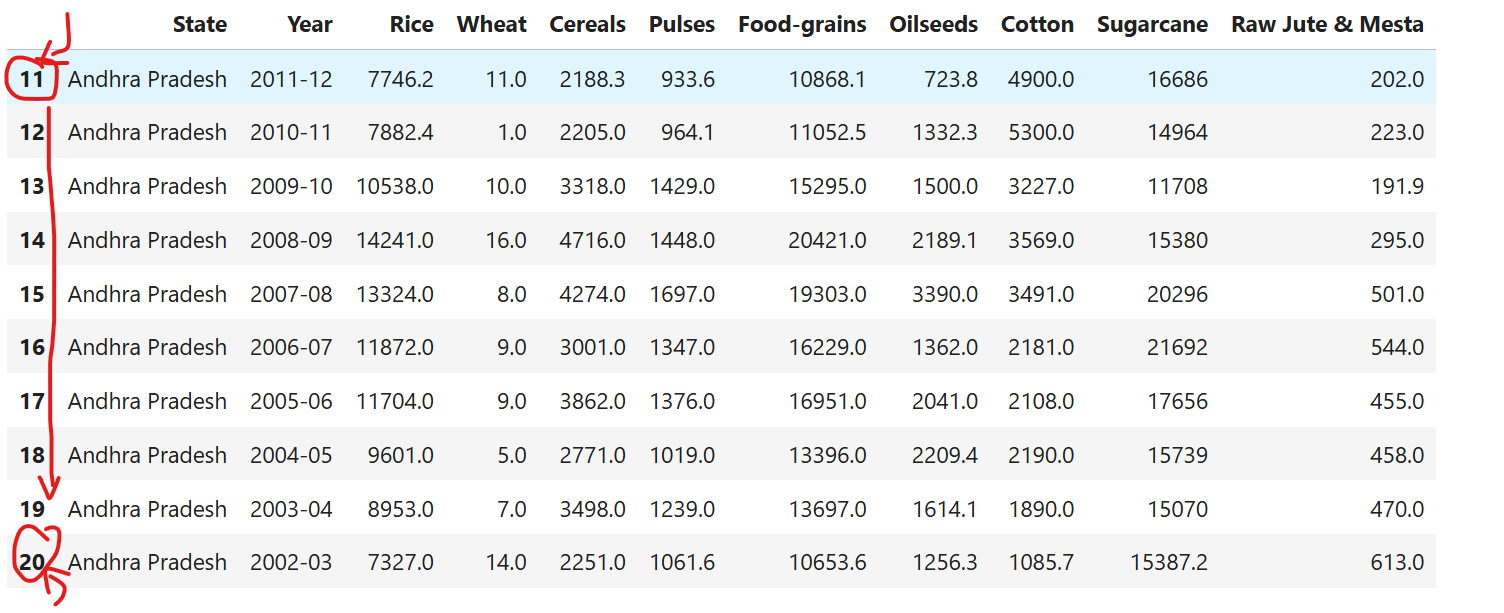 State Year Rice Wheat Cereals Pulses Food-grains Oilseeds Cotton Sugarcane Raw Jute & Mesta
11 Andhra Pradesh 2011-12 7746.2 11.0 2188.3 933.6 10868.1 723.8 4900.0 16686 202.0
12 Andhra Pradesh 2010-11 7882.4 1.0 2205.0 964.1 11052.5 1332.3 5300.0 14964 223.0
13 Andhra Pradesh 2009-10 10538.0 10.0 3318.0 1429.0 15295.0 1500.0 3227.0 11708 191.9
14 Andhra Pradesh 2008-09 14241.0 16.0 4716.0 1448.0 20421.0 2189.1 3569.0 15380 295.0
15 Andhra Pradesh 2007-08 13324.0 8.0 4274.0 1697.0 19303.0 3390.0 3491.0 20296 501.0
16 Andhra Pradesh 2006-07 11872.0 9.0 3001.0 1347.0 16229.0 1362.0 2181.0 21692 544.0
17 Andhra Pradesh 2005-06 11704.0 9.0 3862.0 1376.0 16951.0 2041.0 2108.0 17656 455.0
18 Andhra Pradesh 2004-05 9601.0 5.0 2771.0 1019.0 13396.0 2209.4 2190.0 15739 458.0
19 Andhra Pradesh 2003-04 8953.0 7.0 3498.0 1239.0 13697.0 1614.1 1890.0 15070 470.0
20 Andhra Pradesh 2002-03 7327.0 14.0 2251.0 1061.6 10653.6 1256.3 1085.7 15387.2 613.0